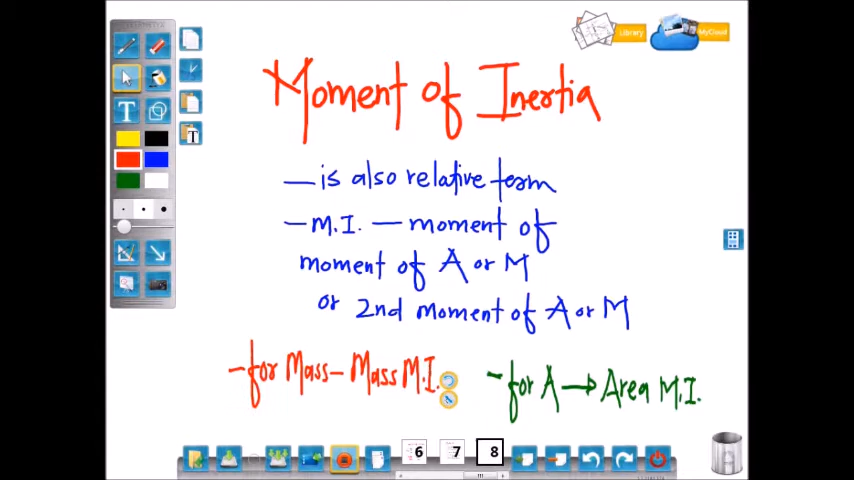 Library
MyCloud
Moment of Inertia
— is also relative term
- M.I. — moment of
moment of A or M
or 2nd moment of A or M
- for Mass - Mass M.I.
- for A → Area M.I.
T
T
6 7 8